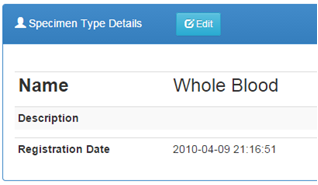 Specimen Type Details Edit
Name Whole Blood
Description
Registration Date 2010-04-09 21:16:51